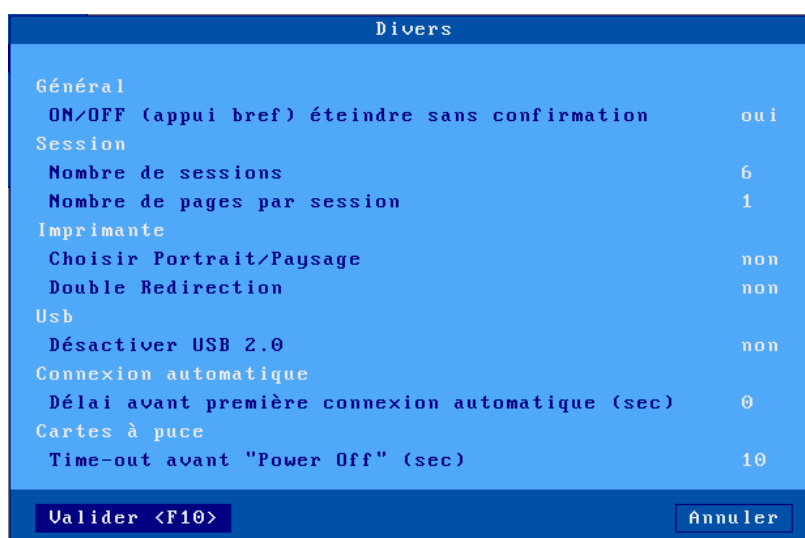 Divers
Général
ON/OFF (appui bref) éteindre sans confirmation oui
Session
Nombre de sessions 6
Nombre de pages par session 1
Imprimante
Choisir Portrait/Paysage non
Double Redirection non
Usb
Désactiver USB 2.0 non
Connexion automatique
Délai avant première connexion automatique (sec) 0
Cartes à puce
Time-out avant "Power Off" (sec) 10
Valider <F10> Annuler